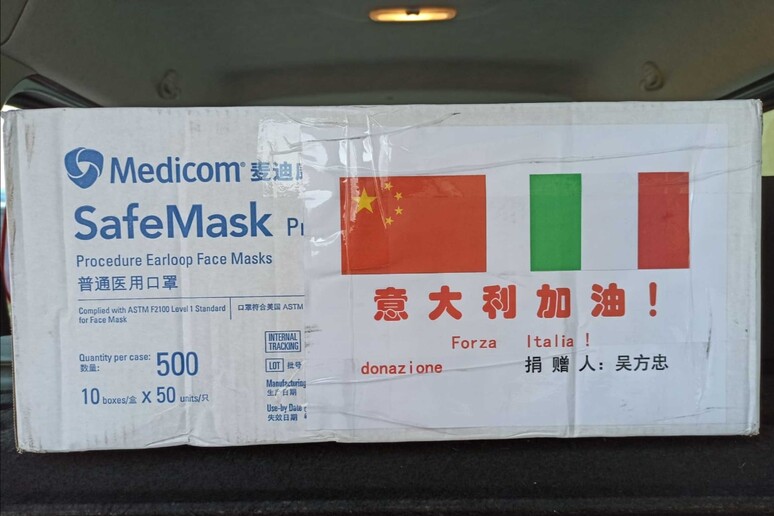 Medicom® 麦迪
SafeMask
Procedure Earloop Face Masks
普通医用口罩
Complied with ASTM F2100 Level 1 Standard
for Face Mask
口罩符合美国 ASTM
Quantity per case: 500
数量:
10 boxes/盒 x 50 units/只
INTERNAL
TRACKING
LOT 批号
Manufacturing
生产日期
Use-by Date
失效日期
意大利加油!
Forza Italia!
donazione
捐赠人:吴方忠